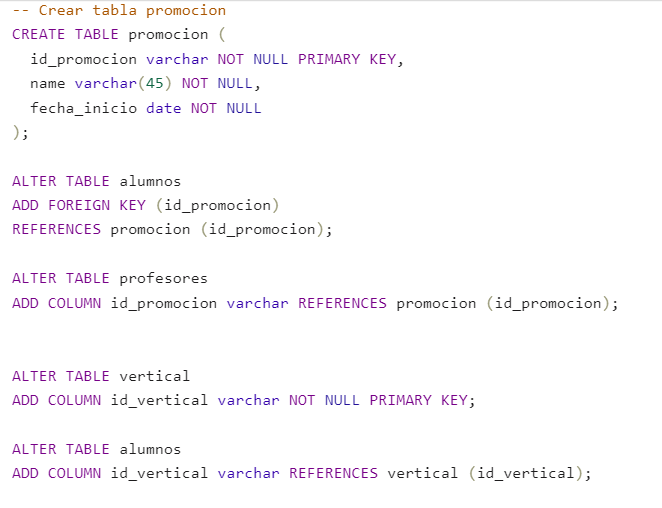 -- Crear tabla promocion
CREATE TABLE promocion (
  id_promocion varchar NOT NULL PRIMARY KEY,
  name varchar(45) NOT NULL,
  fecha_inicio date NOT NULL
);

ALTER TABLE alumnos
ADD FOREIGN KEY (id_promocion)
REFERENCES promocion (id_promocion);

ALTER TABLE profesores
ADD COLUMN id_promocion varchar REFERENCES promocion (id_promocion);


ALTER TABLE vertical
ADD COLUMN id_vertical varchar NOT NULL PRIMARY KEY;

ALTER TABLE alumnos
ADD COLUMN id_vertical varchar REFERENCES vertical (id_vertical);